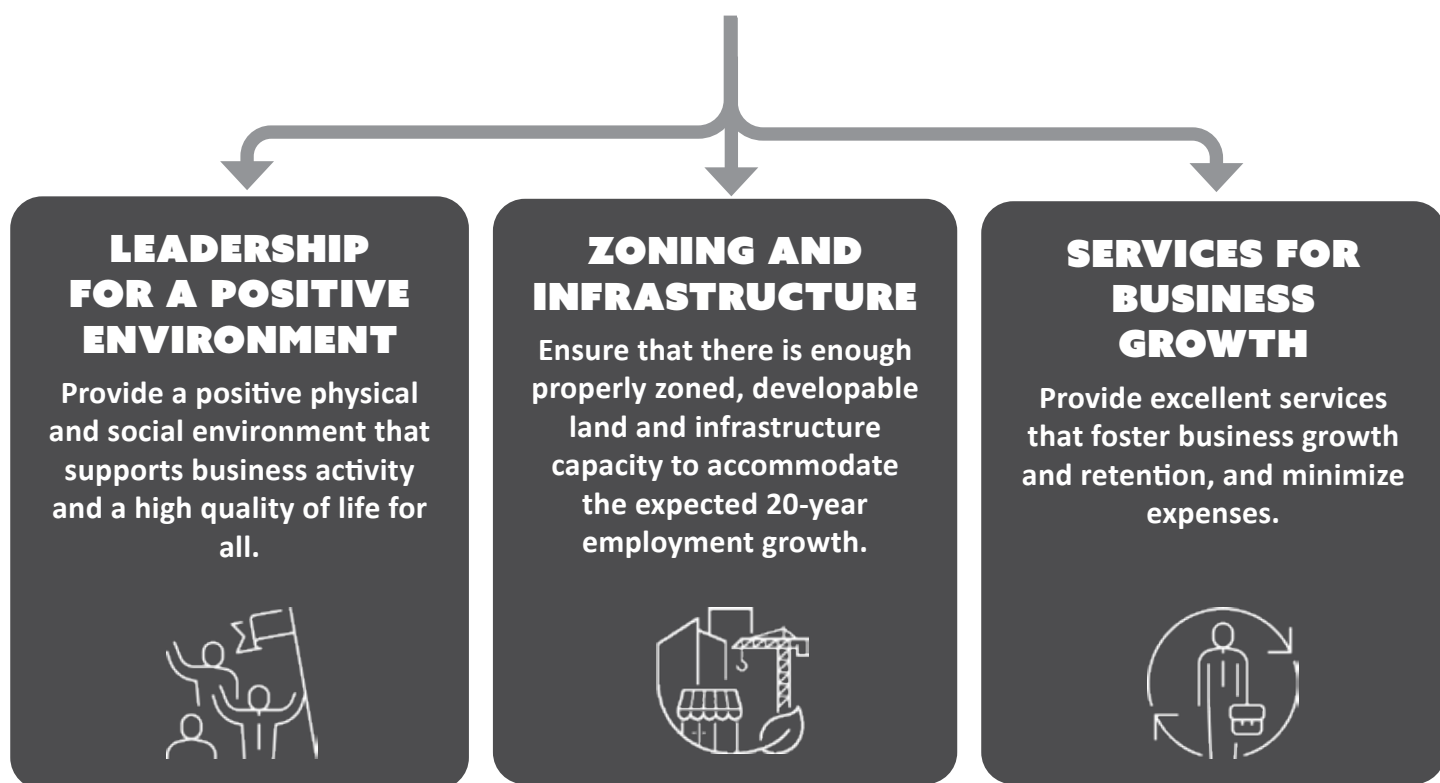 LEADERSHIP
FOR A POSITIVE
ENVIRONMENT
Provide a positive physical
and social environment that
supports business activity
and a high quality of life for
all.
ZONING AND
INFRASTRUCTURE
Ensure that there is enough
properly zoned, developable
land and infrastructure
capacity to accommodate
the expected 20-year
employment growth.
SERVICES FOR
BUSINESS
GROWTH
Provide excellent services
that foster business growth
and retention, and minimize
expenses.